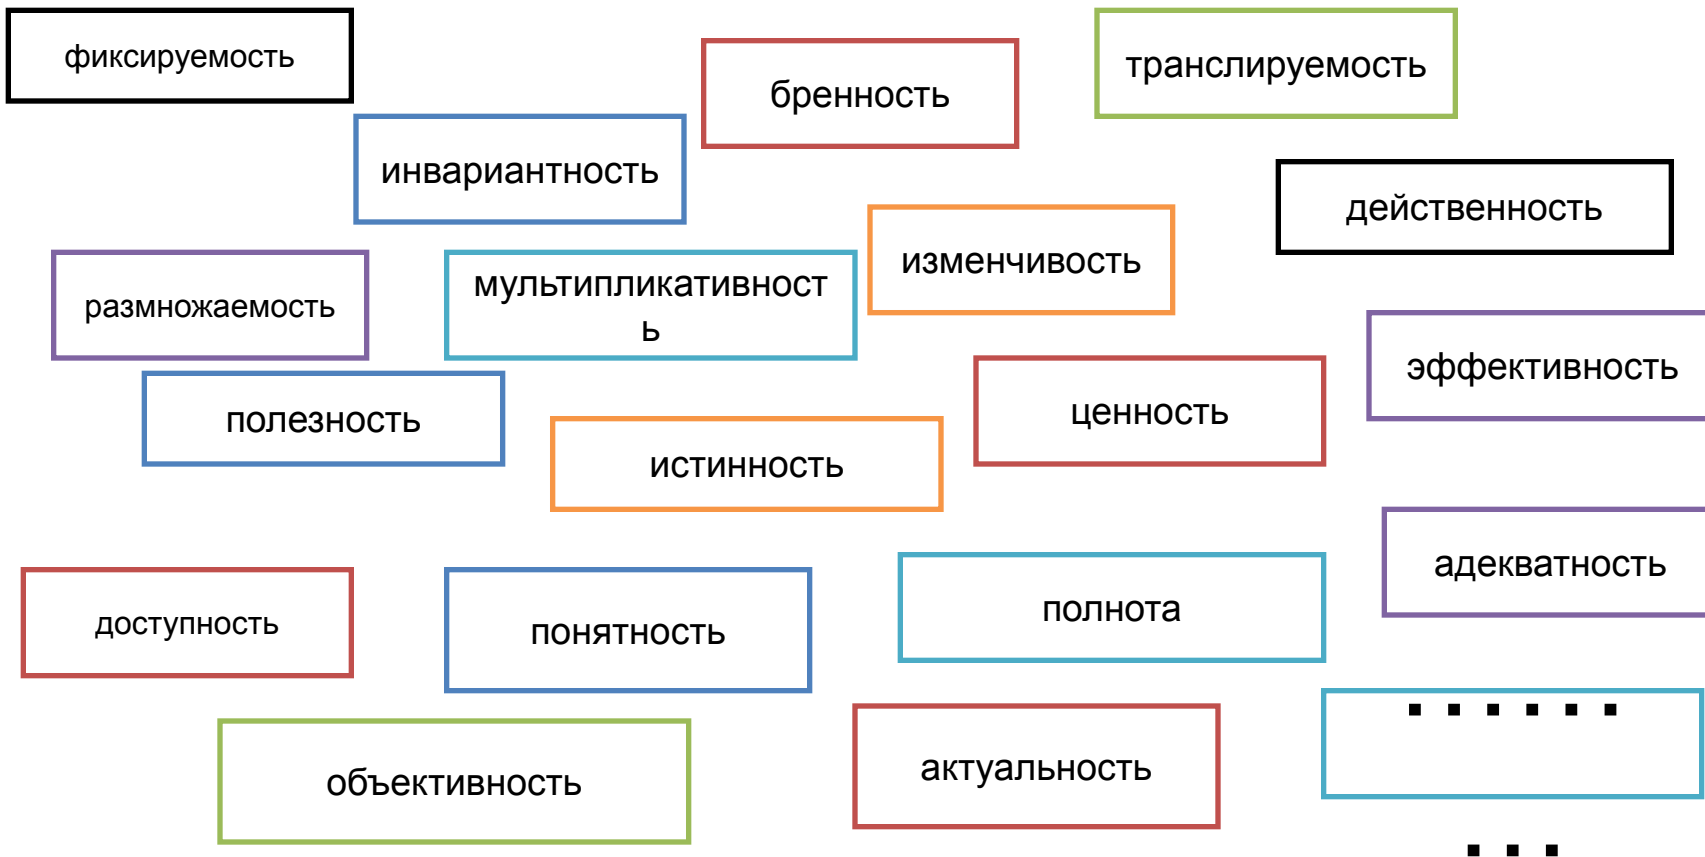 фиксируемость
бренность
транслируемость
инвариантность
действенность
изменчивость
размножаемость
мультипликативност
ь
эффективность
полезность
ценность
истинность
адекватность
доступность
понятность
полнота
. . . . . .
объективность
актуальность
. . .